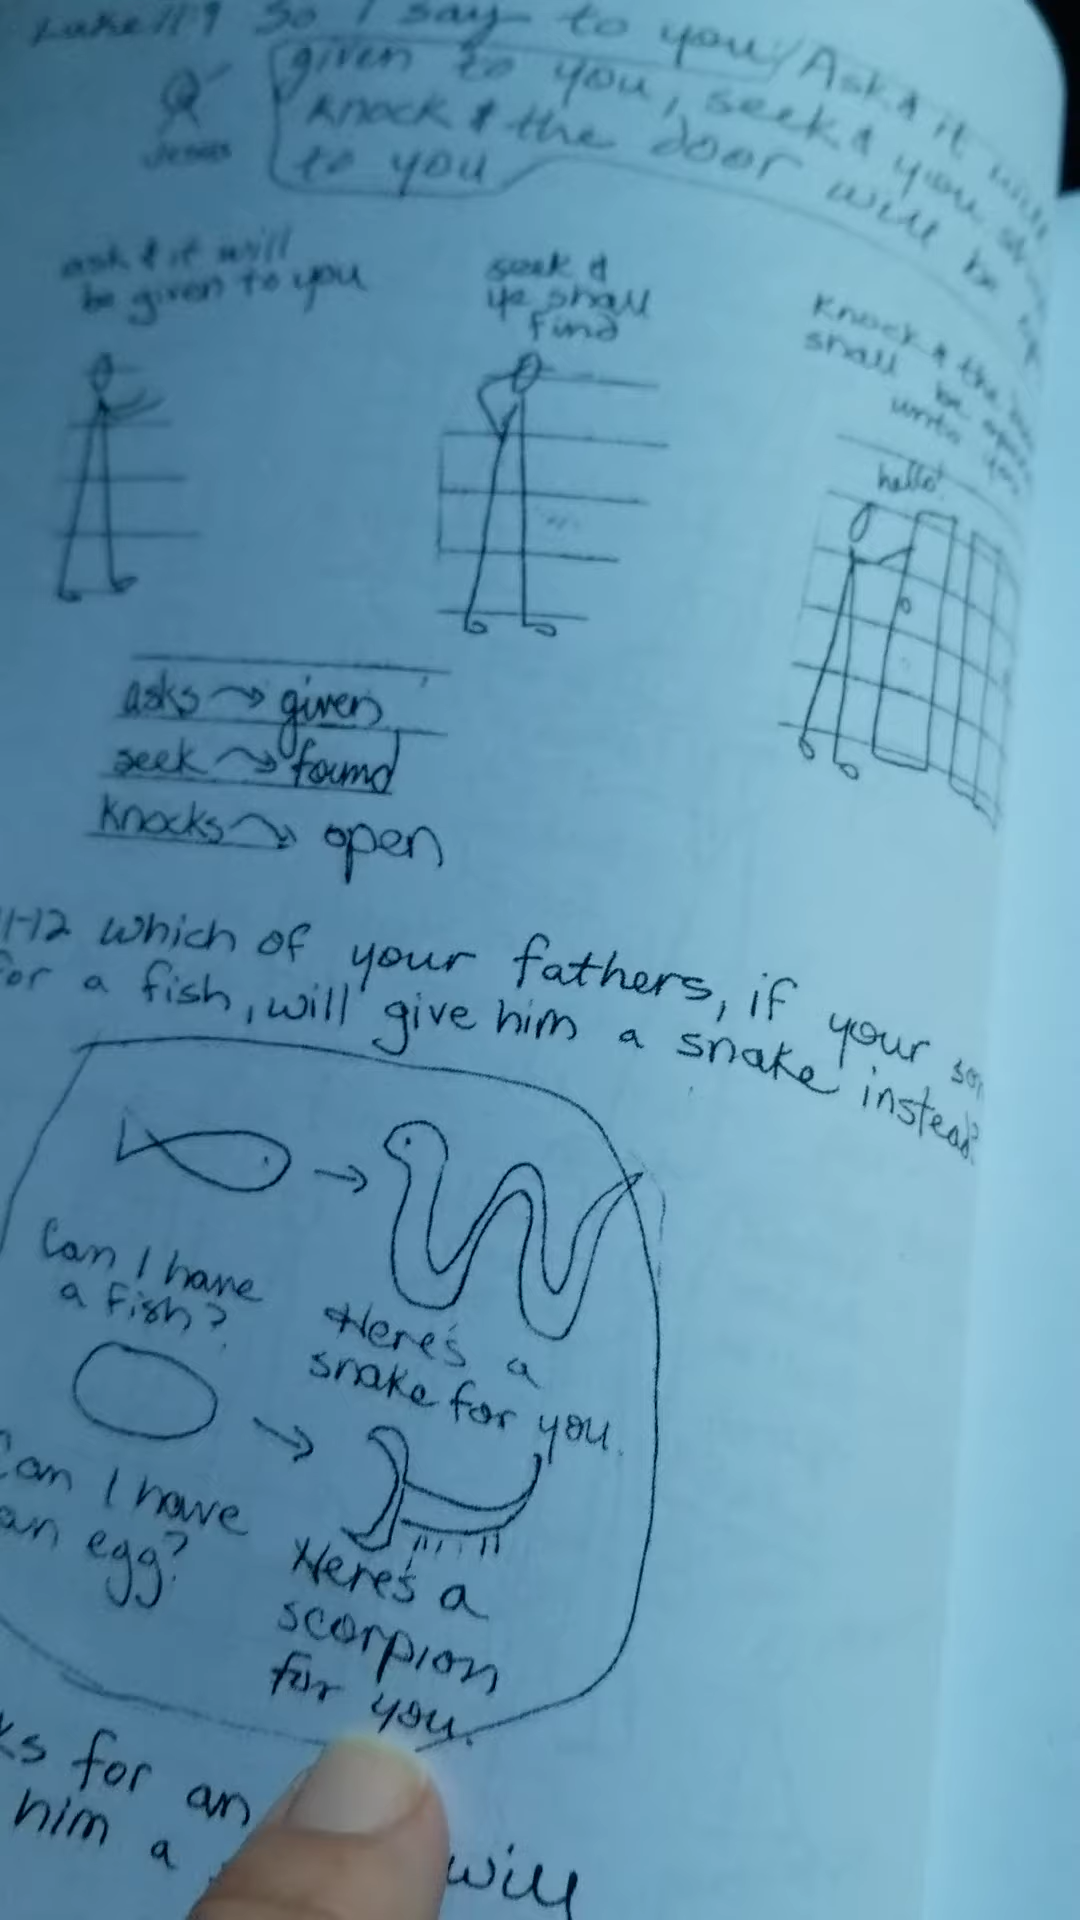 Luke 11:9 So I say to you, Ask & it will
given to you, seek & you
knock & the door will be
to you
Jesus
ask & it will
be given to you
seek &
ye shall
find
Knock & the
shall be
unto
hello!
asks → given
seek → found
Knocks → open
11-12 which of your fathers, if your son
for a fish, will give him a snake instead?
Can I have
a fish?
Here's a
snake for you.
Can I have
an egg?
Here's a
scorpion
for you.
ks for an will
him a